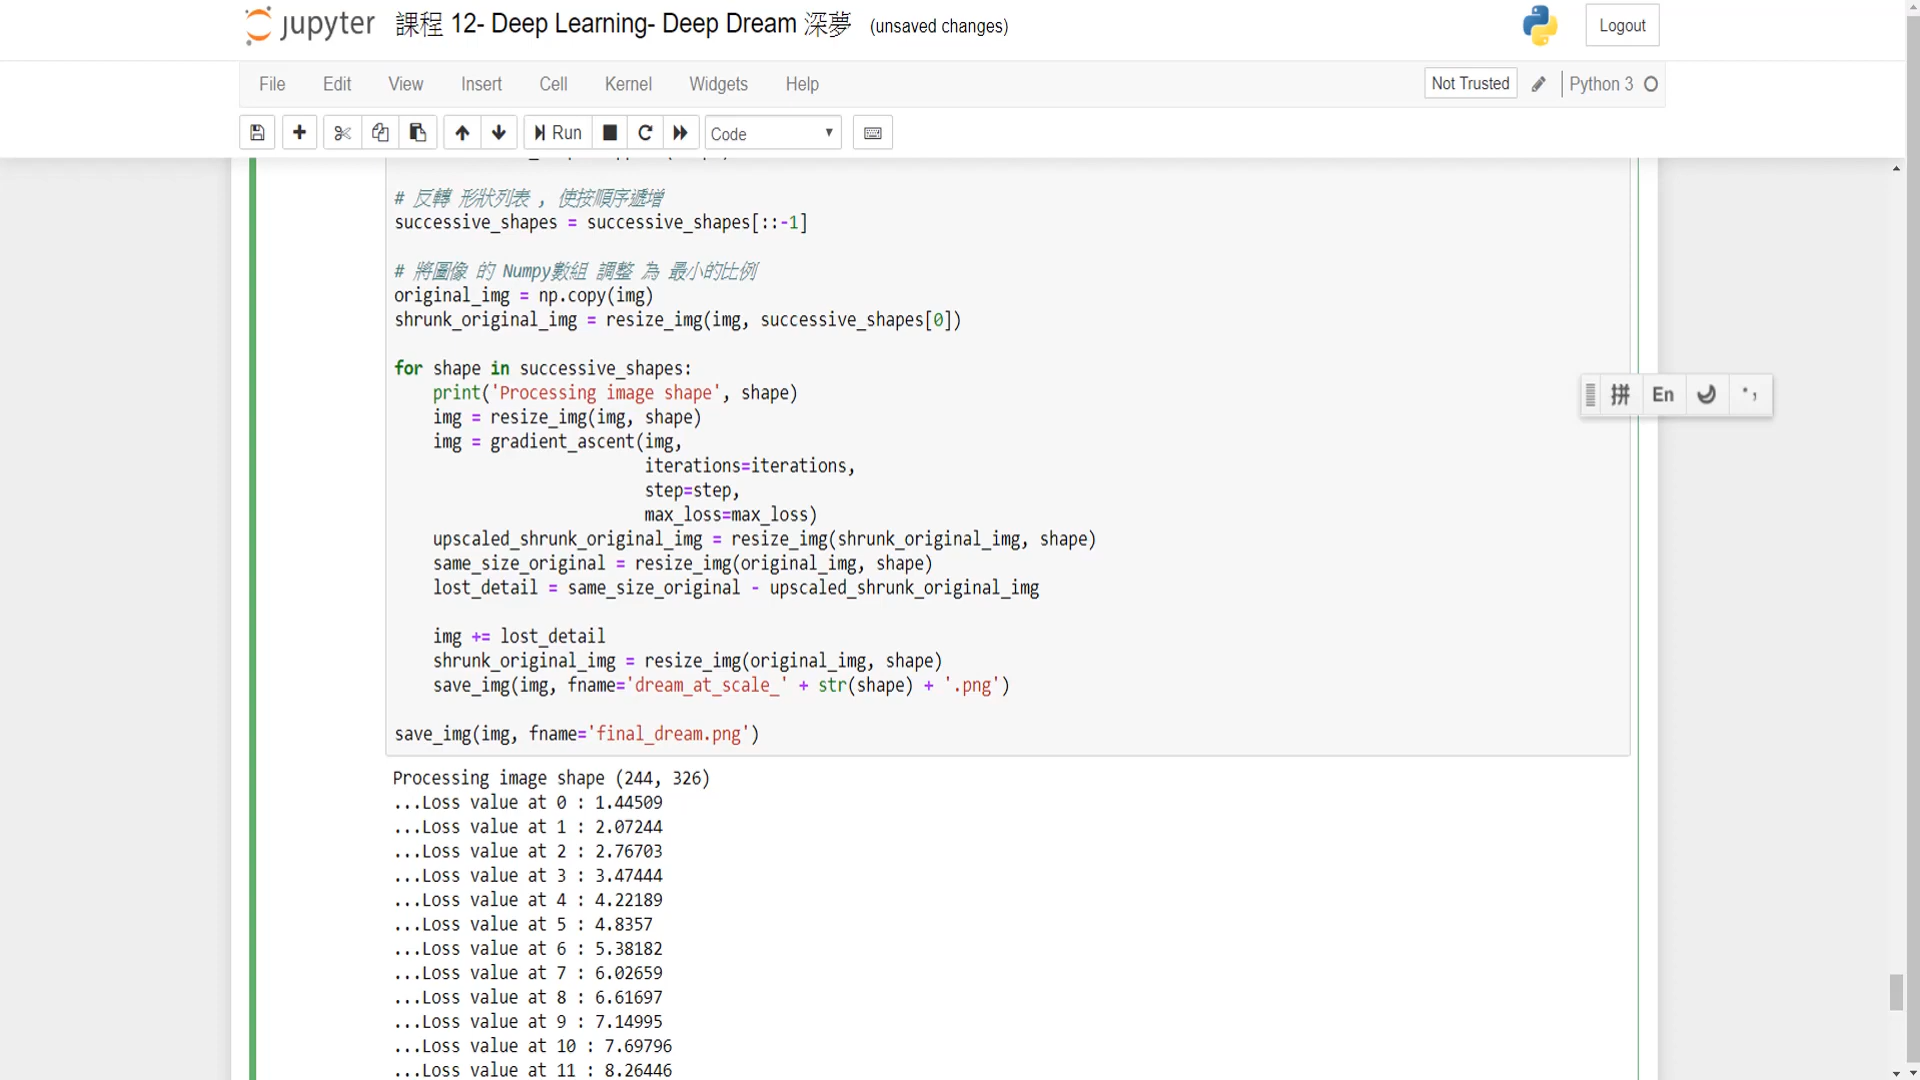 jupyter 課程 12- Deep Learning- Deep Dream 深夢 (unsaved changes) Logout
File Edit View Insert Cell Kernel Widgets Help Not Trusted Python 3
Run Code
# 反轉 形狀列表 , 使按順序遞增
successive_shapes = successive_shapes[::-1]
# 將圖像 的 Numpy數組 調整 為 最小的比例
original_img = np.copy(img)
shrunk_original_img = resize_img(img, successive_shapes[0])
for shape in successive_shapes:
    print('Processing image shape', shape)
    img = resize_img(img, shape)
    img = gradient_ascent(img,
                          iterations=iterations,
                          step=step,
                          max_loss=max_loss)
    upscaled_shrunk_original_img = resize_img(shrunk_original_img, shape)
    same_size_original = resize_img(original_img, shape)
    lost_detail = same_size_original - upscaled_shrunk_original_img
    img += lost_detail
    shrunk_original_img = resize_img(original_img, shape)
    save_img(img, fname='dream_at_scale_' + str(shape) + '.png')
save_img(img, fname='final_dream.png')
拼 En
Processing image shape (244, 326)
...Loss value at 0 : 1.44509
...Loss value at 1 : 2.07244
...Loss value at 2 : 2.76703
...Loss value at 3 : 3.47444
...Loss value at 4 : 4.22189
...Loss value at 5 : 4.8357
...Loss value at 6 : 5.38182
...Loss value at 7 : 6.02659
...Loss value at 8 : 6.61697
...Loss value at 9 : 7.14995
...Loss value at 10 : 7.69796
...Loss value at 11 : 8.26446